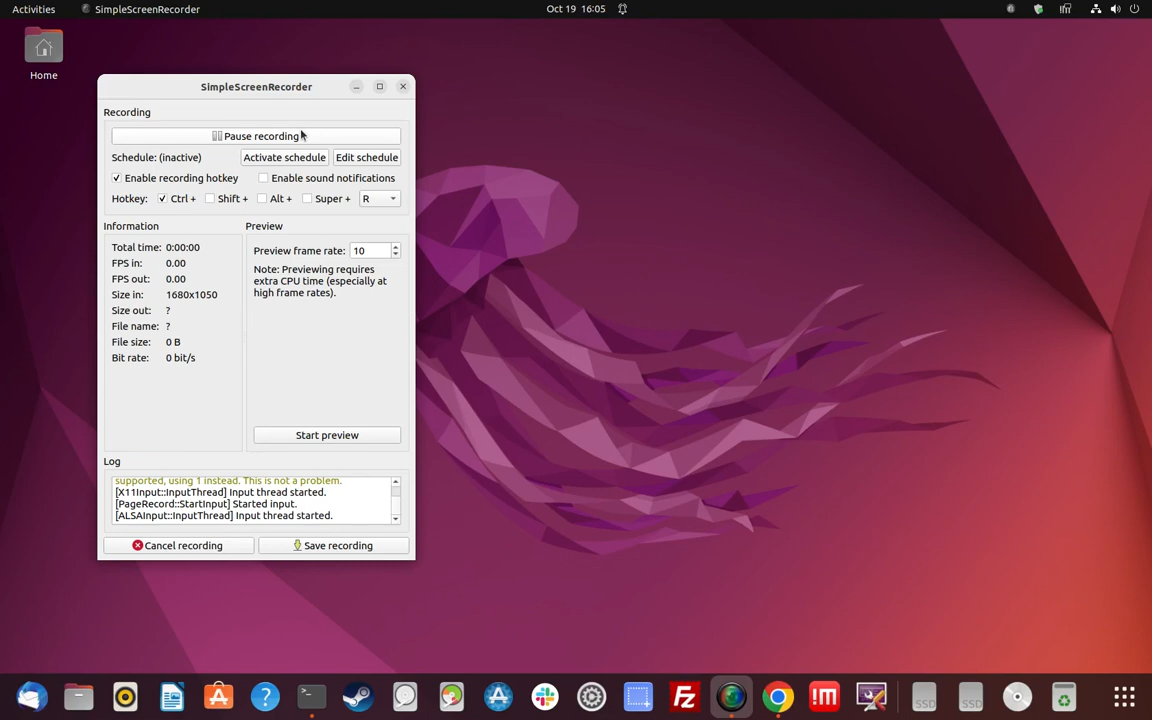 Activities SimpleScreenRecorder Oct 19 16:05
Home
SimpleScreenRecorder
Recording
Pause recording
Schedule: (inactive) Activate schedule Edit schedule
Enable recording hotkey Enable sound notifications
Hotkey: Ctrl + Shift + Alt + Super + R
Information
Total time: 0:00:00
FPS in: 0.00
FPS out: 0.00
Size in: 1680x1050
Size out: ?
File name: ?
File size: 0 B
Bit rate: 0 bit/s
Preview
Preview frame rate: 10
Note: Previewing requires
extra CPU time (especially at
high frame rates).
Start preview
Log
supported, using 1 instead. This is not a problem.
[X11Input::InputThread] Input thread started.
[PageRecord::StartInput] Started input.
[ALSAInput::InputThread] Input thread started.
Cancel recording Save recording
SSD SSD